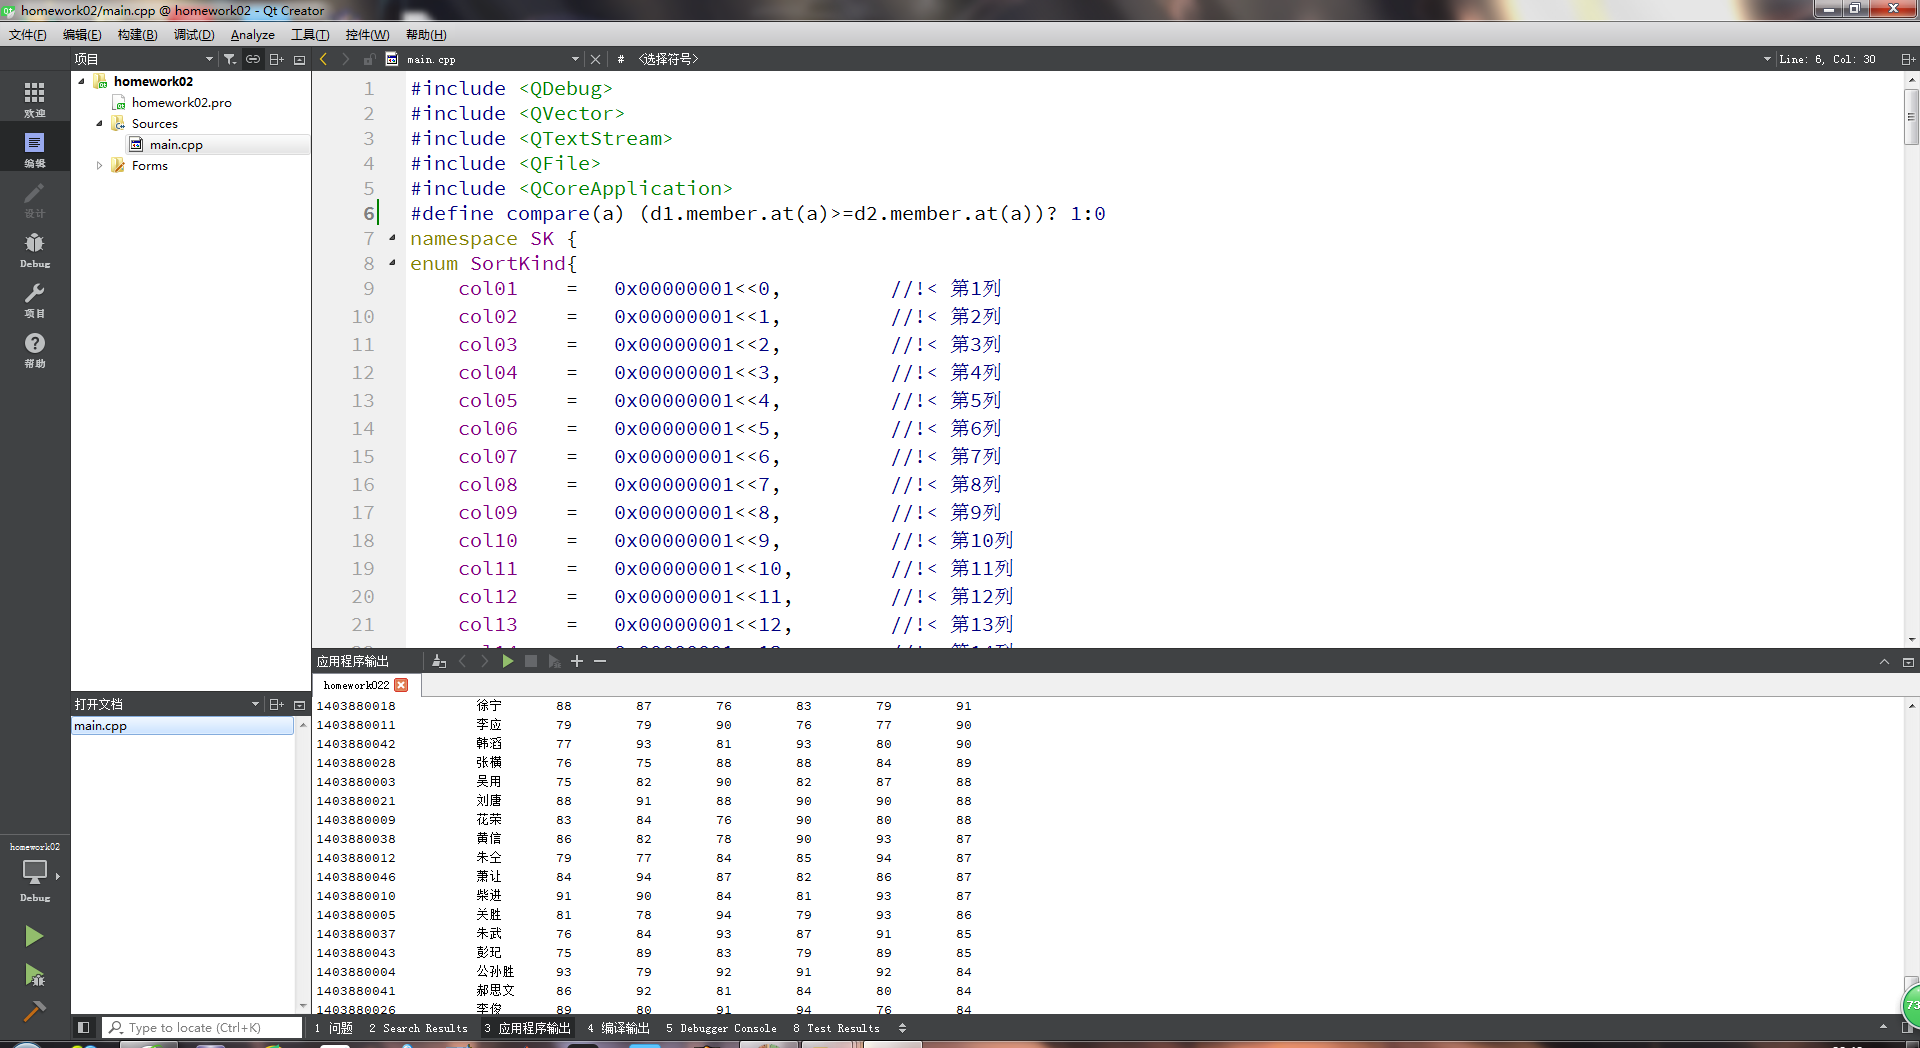 homework02/main.cpp @ homework02 - Qt Creator
文件(F) 编辑(E) 构建(B) 调试(D) Analyze 工具(T) 控件(W) 帮助(H)
项目
main.cpp # <选择符号> Line: 6, Col: 30
欢迎
编辑
设计
Debug
项目
帮助
homework02
homework02.pro
Sources
main.cpp
Forms
1 #include <QDebug>
2 #include <QVector>
3 #include <QTextStream>
4 #include <QFile>
5 #include <QCoreApplication>
6 #define compare(a) (d1.member.at(a)>=d2.member.at(a))? 1:0
7 namespace SK {
8 enum SortKind{
9 col01 = 0x00000001<<0, //!< 第1列
10 col02 = 0x00000001<<1, //!< 第2列
11 col03 = 0x00000001<<2, //!< 第3列
12 col04 = 0x00000001<<3, //!< 第4列
13 col05 = 0x00000001<<4, //!< 第5列
14 col06 = 0x00000001<<5, //!< 第6列
15 col07 = 0x00000001<<6, //!< 第7列
16 col08 = 0x00000001<<7, //!< 第8列
17 col09 = 0x00000001<<8, //!< 第9列
18 col10 = 0x00000001<<9, //!< 第10列
19 col11 = 0x00000001<<10, //!< 第11列
20 col12 = 0x00000001<<11, //!< 第12列
21 col13 = 0x00000001<<12, //!< 第13列
应用程序输出
homework022
1403880018 徐宁 88 87 76 83 79 91
1403880011 李应 79 79 90 76 77 90
1403880042 韩滔 77 93 81 93 80 90
1403880028 张横 76 75 88 88 84 89
1403880003 吴用 75 82 90 82 87 88
1403880021 刘唐 88 91 88 90 90 88
1403880009 花荣 83 84 76 90 80 88
1403880038 黄信 86 82 78 90 93 87
1403880012 朱仝 79 77 84 85 94 87
1403880046 萧让 84 94 87 82 86 87
1403880010 柴进 91 90 84 81 93 87
1403880005 关胜 81 78 94 79 93 86
1403880037 朱武 76 84 93 87 91 85
1403880043 彭玘 75 89 83 79 89 85
1403880004 公孙胜 93 79 92 91 92 84
1403880041 郝思文 86 92 81 84 80 84
1403880026 李俊 89 80 91 94 76 84
打开文档
main.cpp
homework02
Debug
Type to locate (Ctrl+K)
1 问题 2 Search Results 3 应用程序输出 4 编译输出 5 Debugger Console 8 Test Results
73